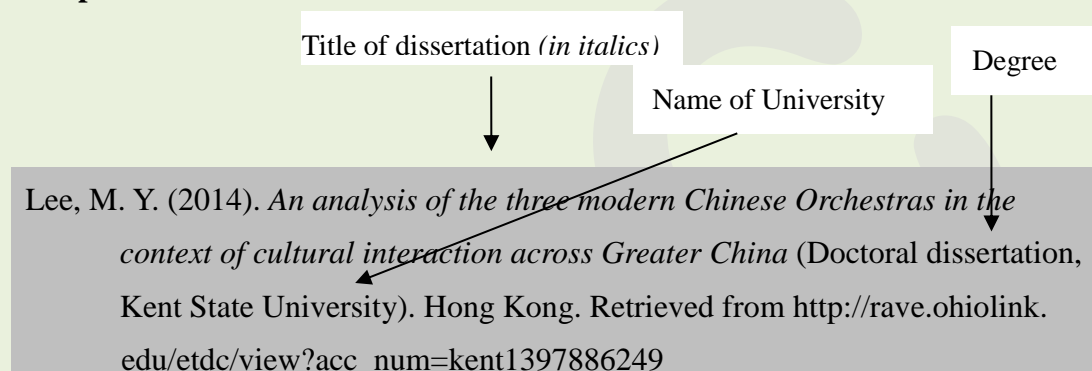 Title of dissertation (in italics)
Degree
Name of University
Lee, M. Y. (2014). An analysis of the three modern Chinese Orchestras in the
context of cultural interaction across Greater China (Doctoral dissertation,
Kent State University). Hong Kong. Retrieved from http://rave.ohiolink.
edu/etdc/view?acc_num=kent1397886249